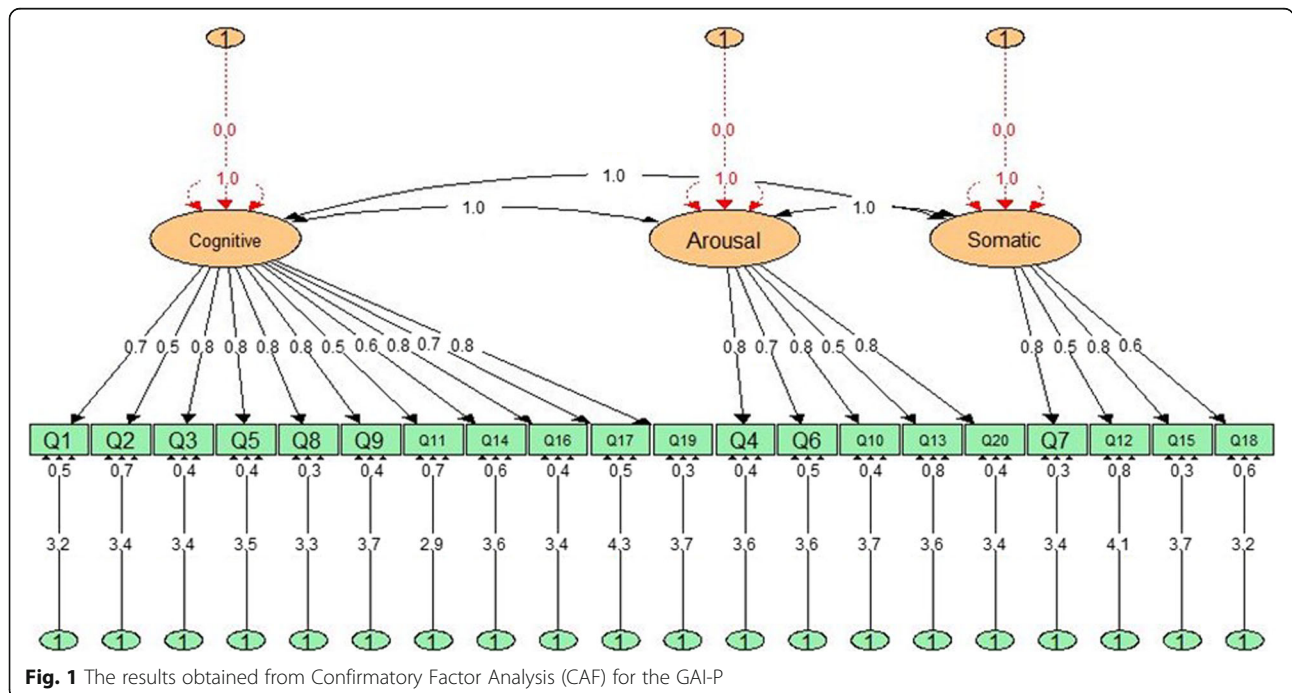 1 1 1
0.0 0.0 0.0
1.0 1.0 1.0
1.0
1.0 1.0
Cognitive Arousal Somatic
0.7 0.5 0.8 0.8 0.8 0.8 0.5 0.6 0.8 0.7 0.8 0.8 0.7 0.8 0.5 0.8 0.8 0.5 0.8 0.6
Q1 Q2 Q3 Q5 Q8 Q9 Q11 Q14 Q16 Q17 Q19 Q4 Q6 Q10 Q13 Q20 Q7 Q12 Q15 Q18
0.5 0.7 0.4 0.4 0.3 0.4 0.7 0.6 0.4 0.5 0.3 0.4 0.5 0.4 0.8 0.4 0.3 0.8 0.3 0.6
3.2 3.4 3.4 3.5 3.3 3.7 2.9 3.6 3.4 4.3 3.7 3.6 3.6 3.7 3.6 3.4 3.4 4.1 3.7 3.2
1 1 1 1 1 1 1 1 1 1 1 1 1 1 1 1 1 1 1 1
Fig. 1 The results obtained from Confirmatory Factor Analysis (CAF) for the GAI-P